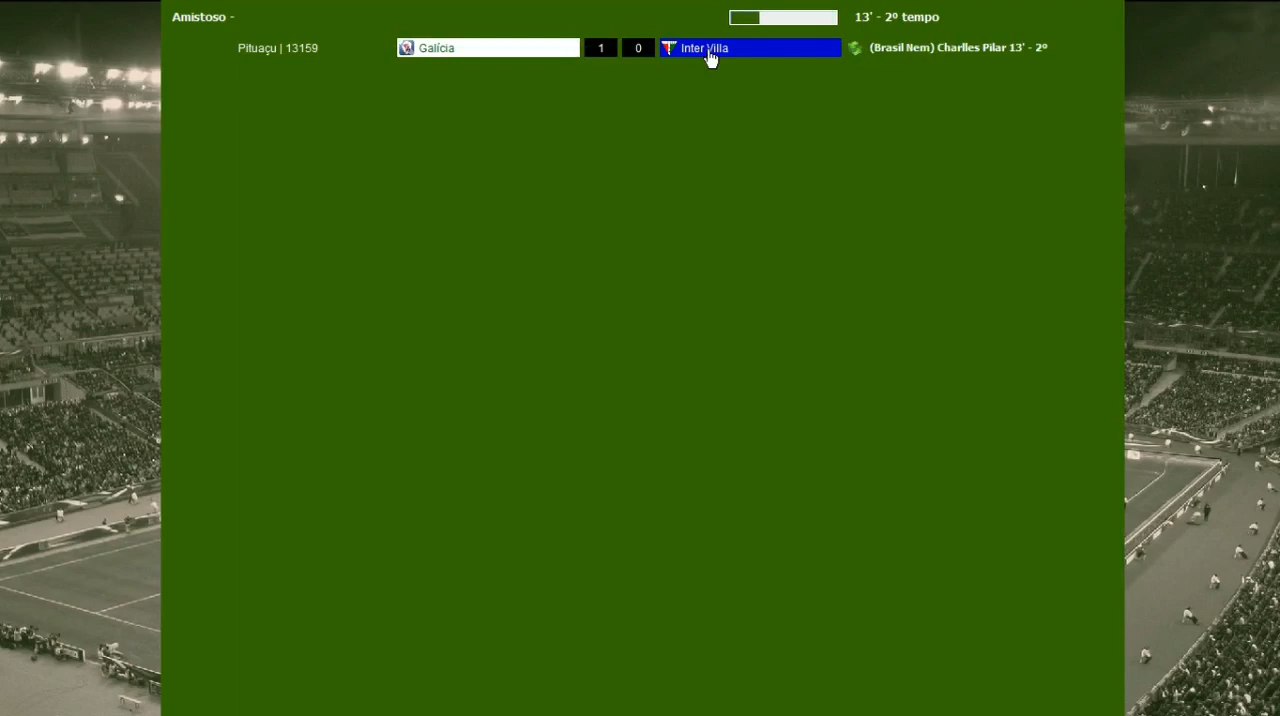 Amistoso - 13' - 2º tempo
Pituaçu | 13159 Galícia 1 0 Inter Villa (Brasil Nem) Charlles Pilar 13' - 2º